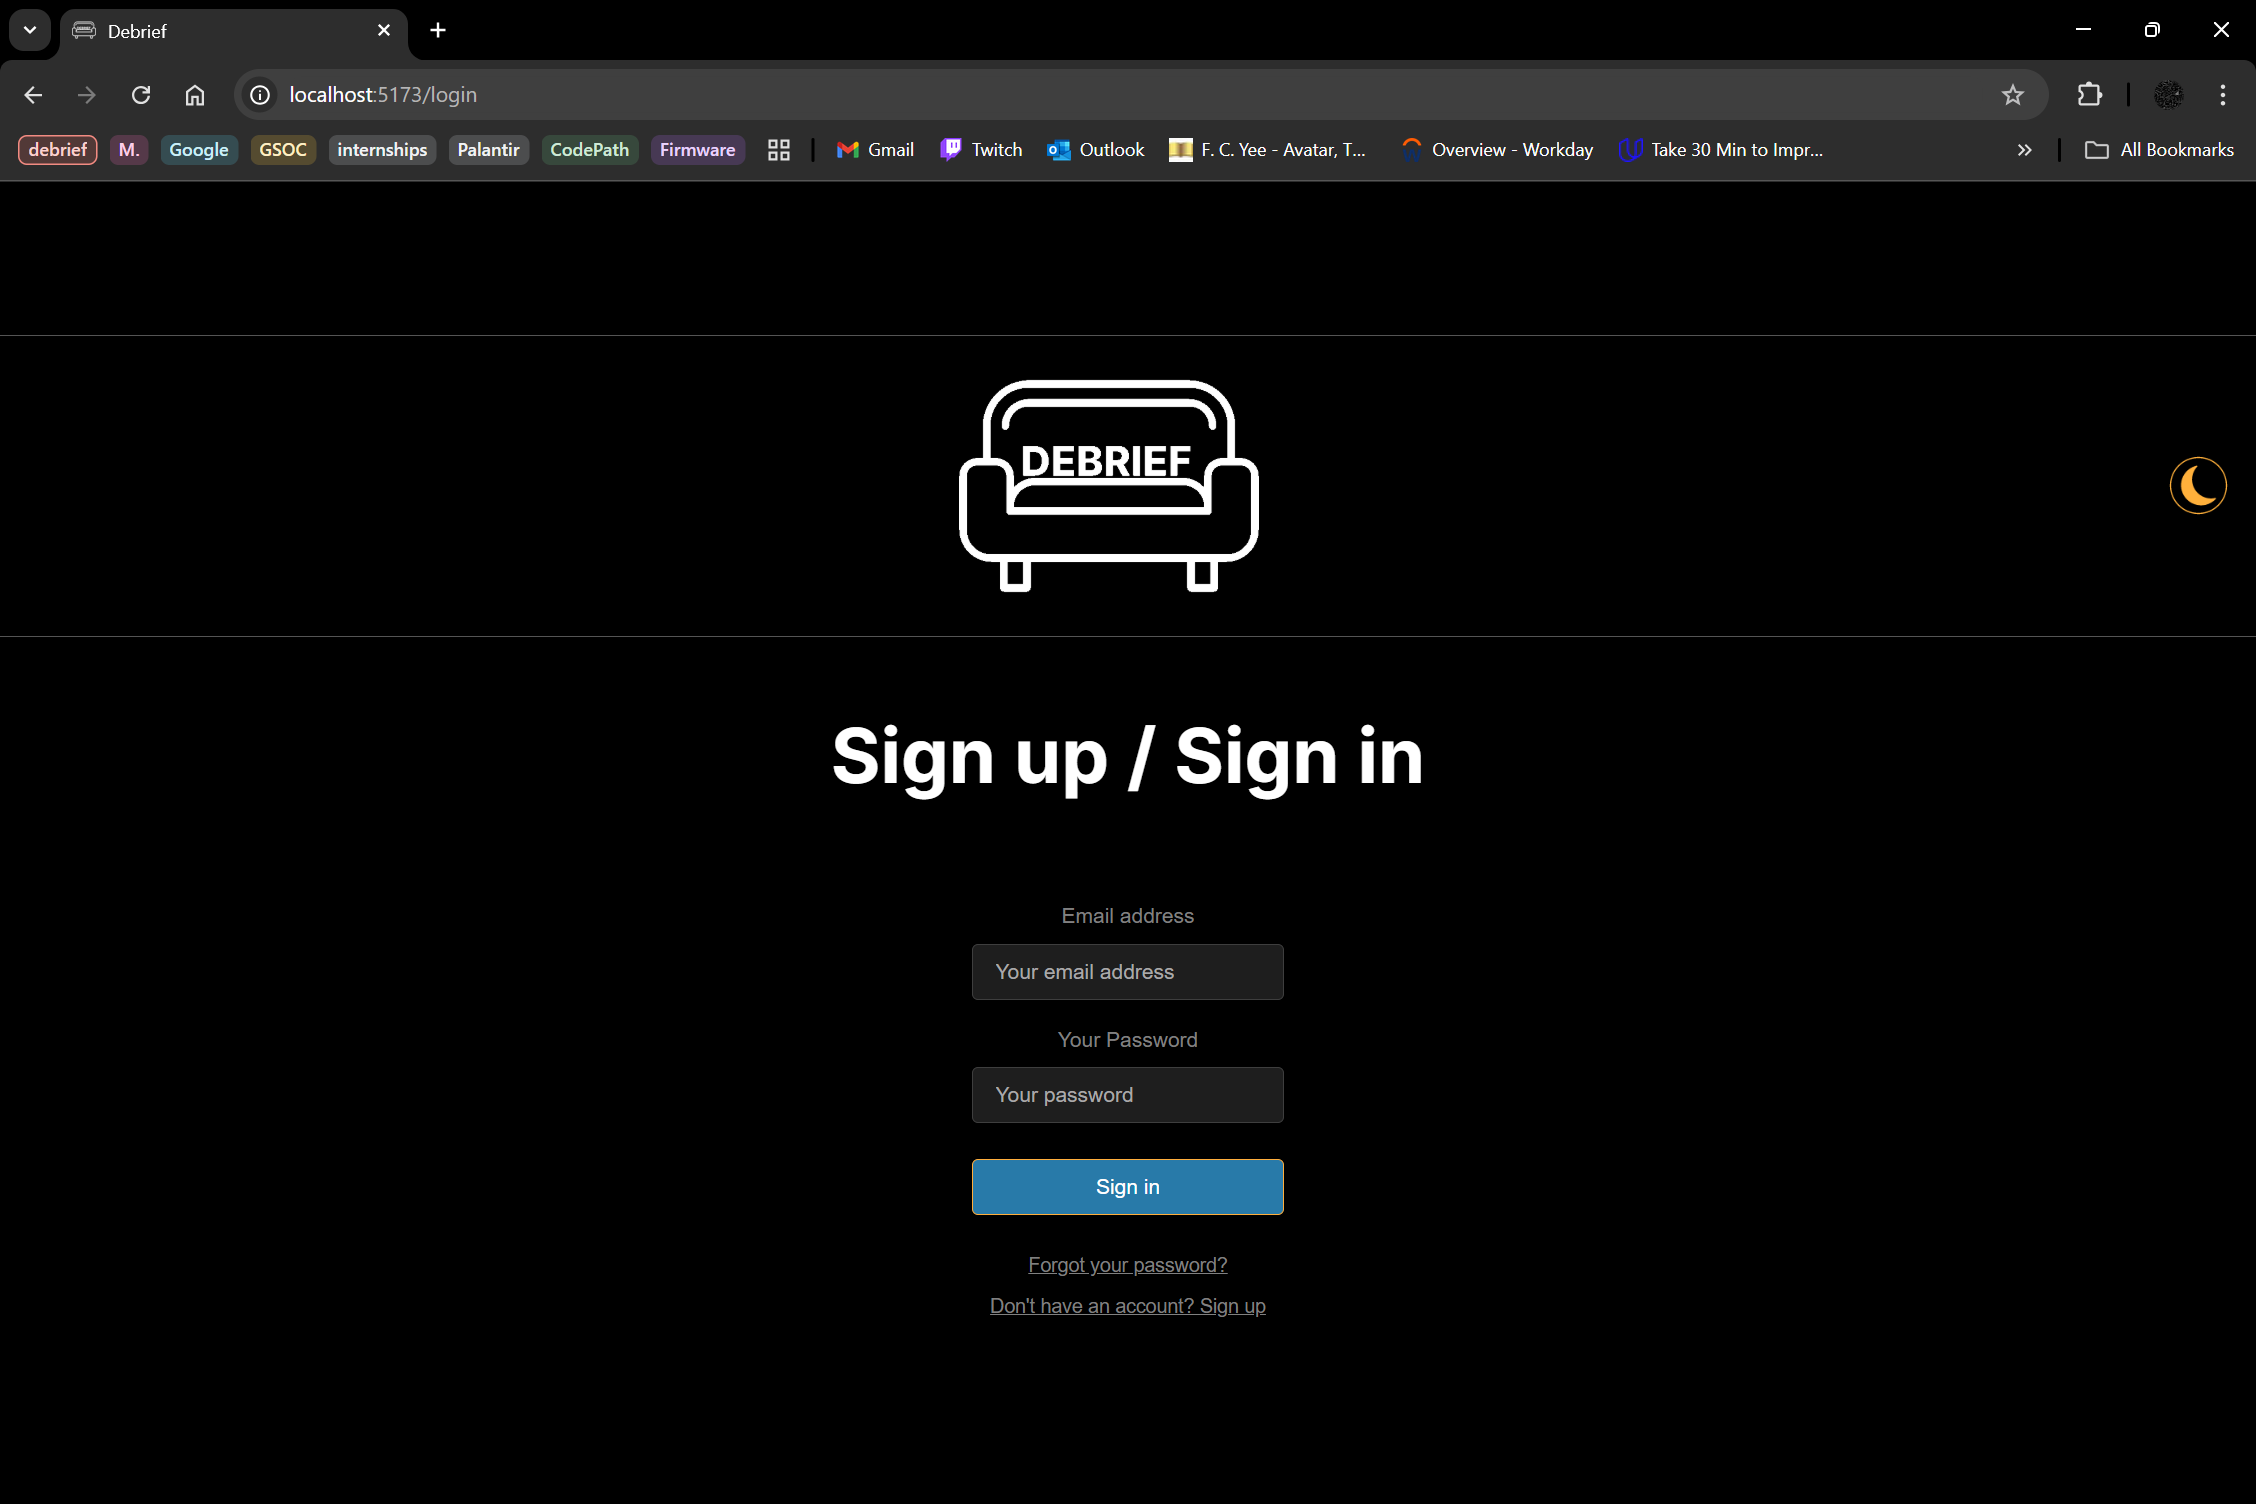 Debrief
localhost:5173/login
debrief M. Google GSOC internships Palantir CodePath Firmware Gmail Twitch Outlook F. C. Yee - Avatar, T... Overview - Workday Take 30 Min to Impr... All Bookmarks
DEBRIEF
Sign up / Sign in
Email address
Your email address
Your Password
Your password
Sign in
Forgot your password?
Don't have an account? Sign up